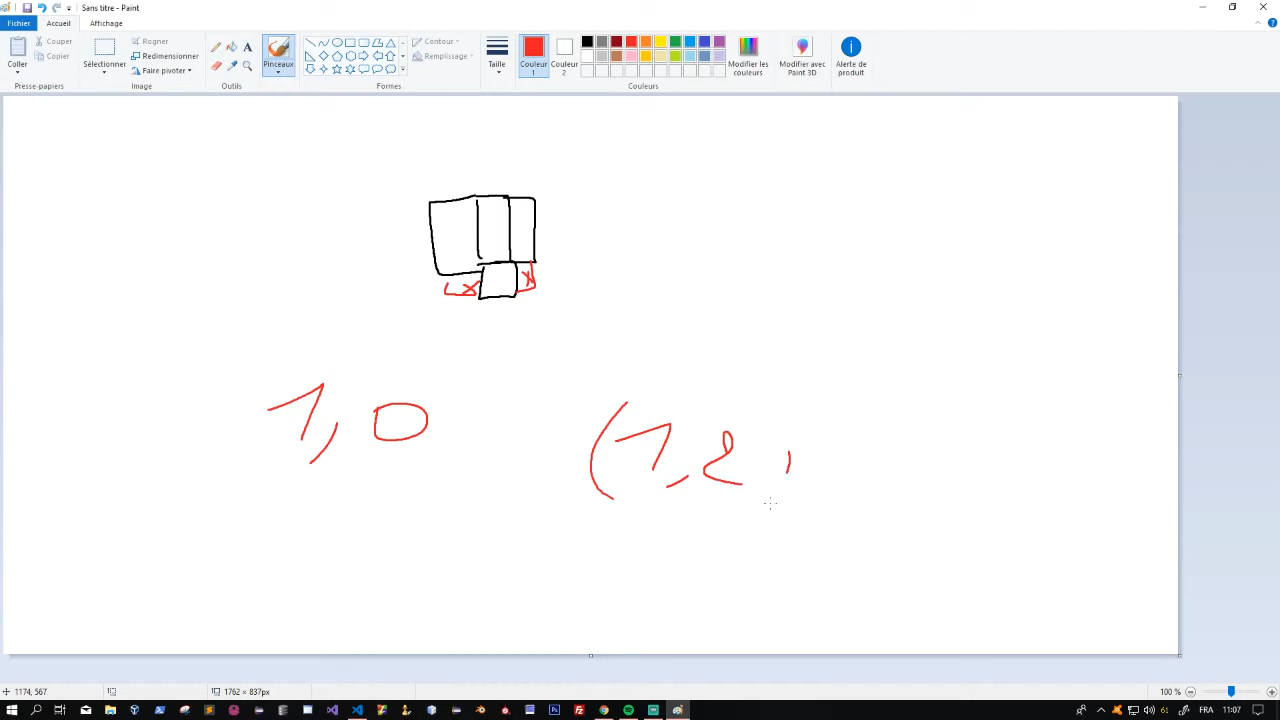 Sans titre - Paint
Fichier Accueil Affichage
Coller
Couper
Copier
Presse-papiers
Sélectionner
Rogner
Redimensionner
Faire pivoter
Image
A
Outils
Pinceaux
Contour
Remplissage
Formes
Taille
Couleur 1
Couleur 2
Modifier les couleurs
Couleurs
Modifier avec Paint 3D
Alerte de produit
x x
1, 0
(1, 2
1174, 567
1762 × 837px
100 %
61 FRA 11:07